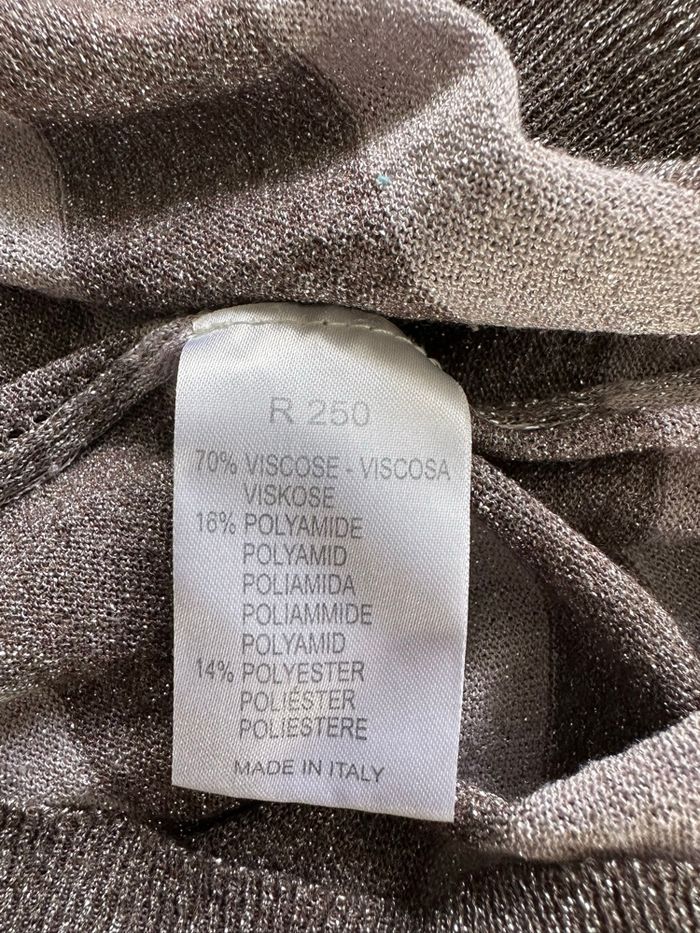 R 250
70% VISCOSE - VISCOSA
VISKOSE
16% POLYAMIDE
POLYAMID
POLIAMIDA
POLIAMMIDE
POLYAMID
14% POLYESTER
POLIÉSTER
POLIESTERE
MADE IN ITALY